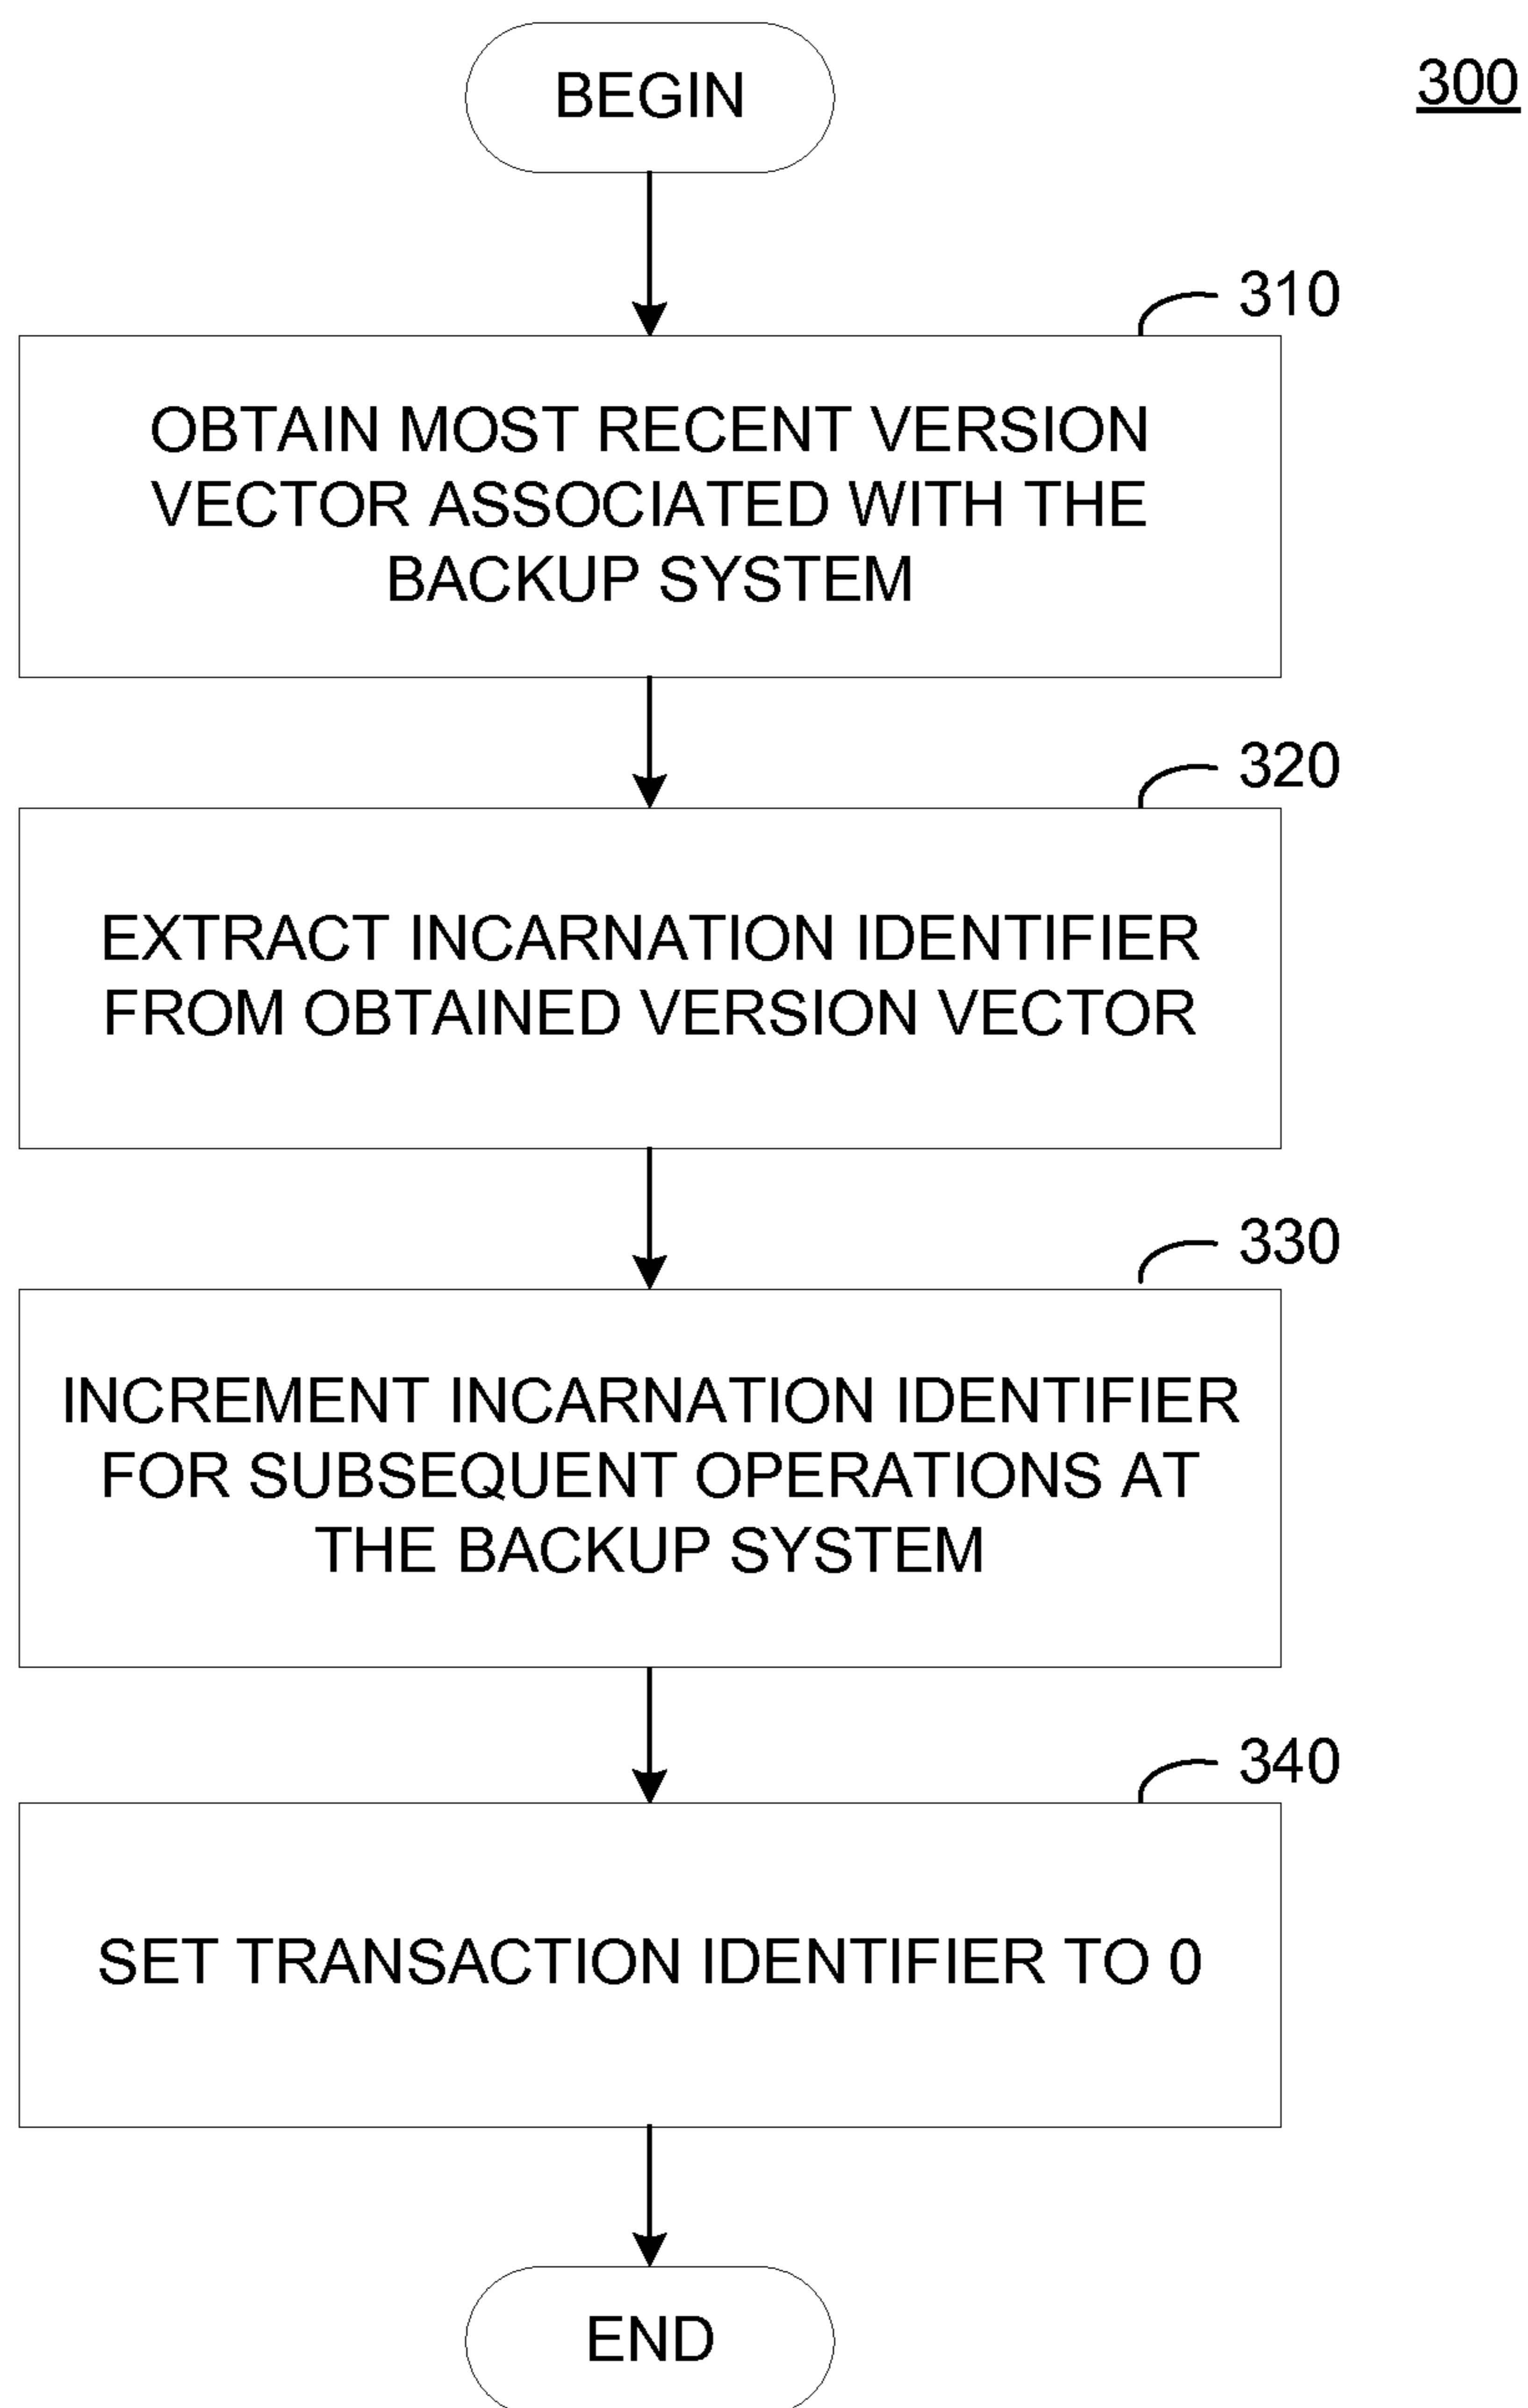 BEGIN
300
310
OBTAIN MOST RECENT VERSION
VECTOR ASSOCIATED WITH THE
BACKUP SYSTEM
320
EXTRACT INCARNATION IDENTIFIER
FROM OBTAINED VERSION VECTOR
330
INCREMENT INCARNATION IDENTIFIER
FOR SUBSEQUENT OPERATIONS AT
THE BACKUP SYSTEM
340
SET TRANSACTION IDENTIFIER TO 0
END